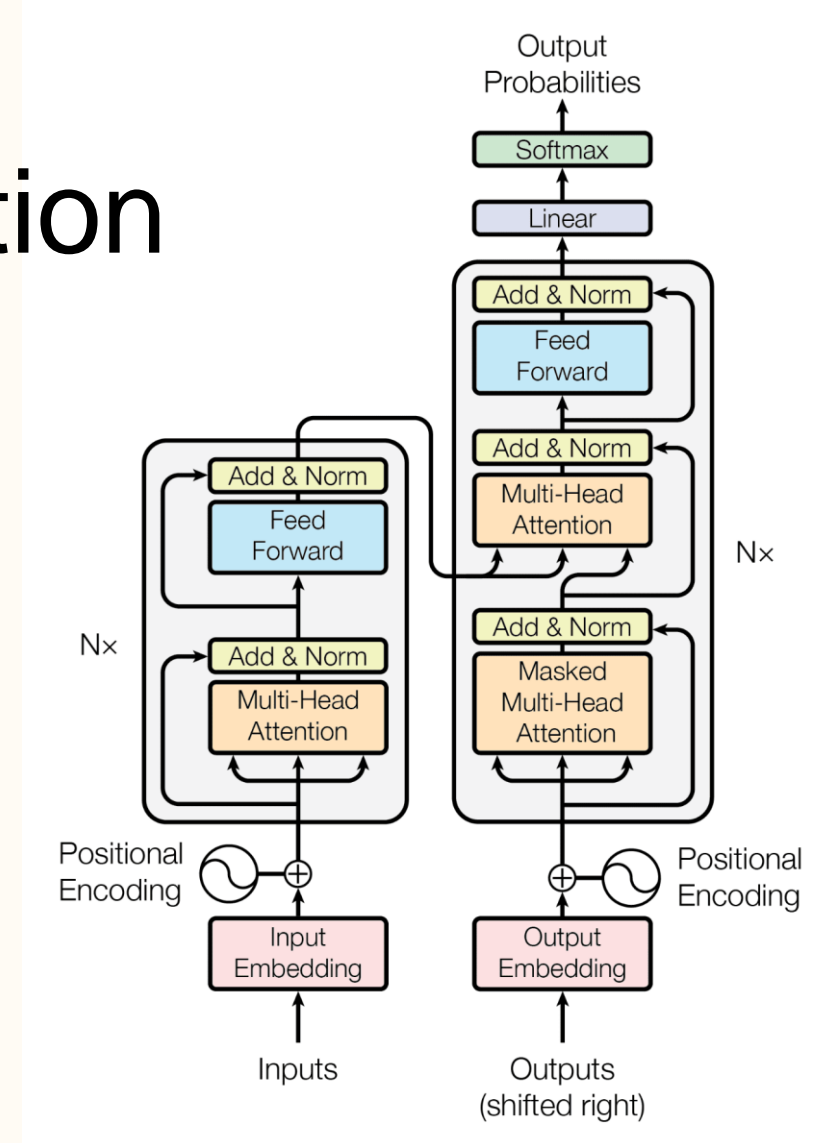 tion
Output
Probabilities
Softmax
Linear
Add & Norm
Feed
Forward
Add & Norm
Multi-Head
Attention
Add & Norm
Masked
Multi-Head
Attention
Nx
Add & Norm
Feed
Forward
Add & Norm
Multi-Head
Attention
Nx
Positional
Encoding
Positional
Encoding
Input
Embedding
Output
Embedding
Inputs
Outputs
(shifted right)